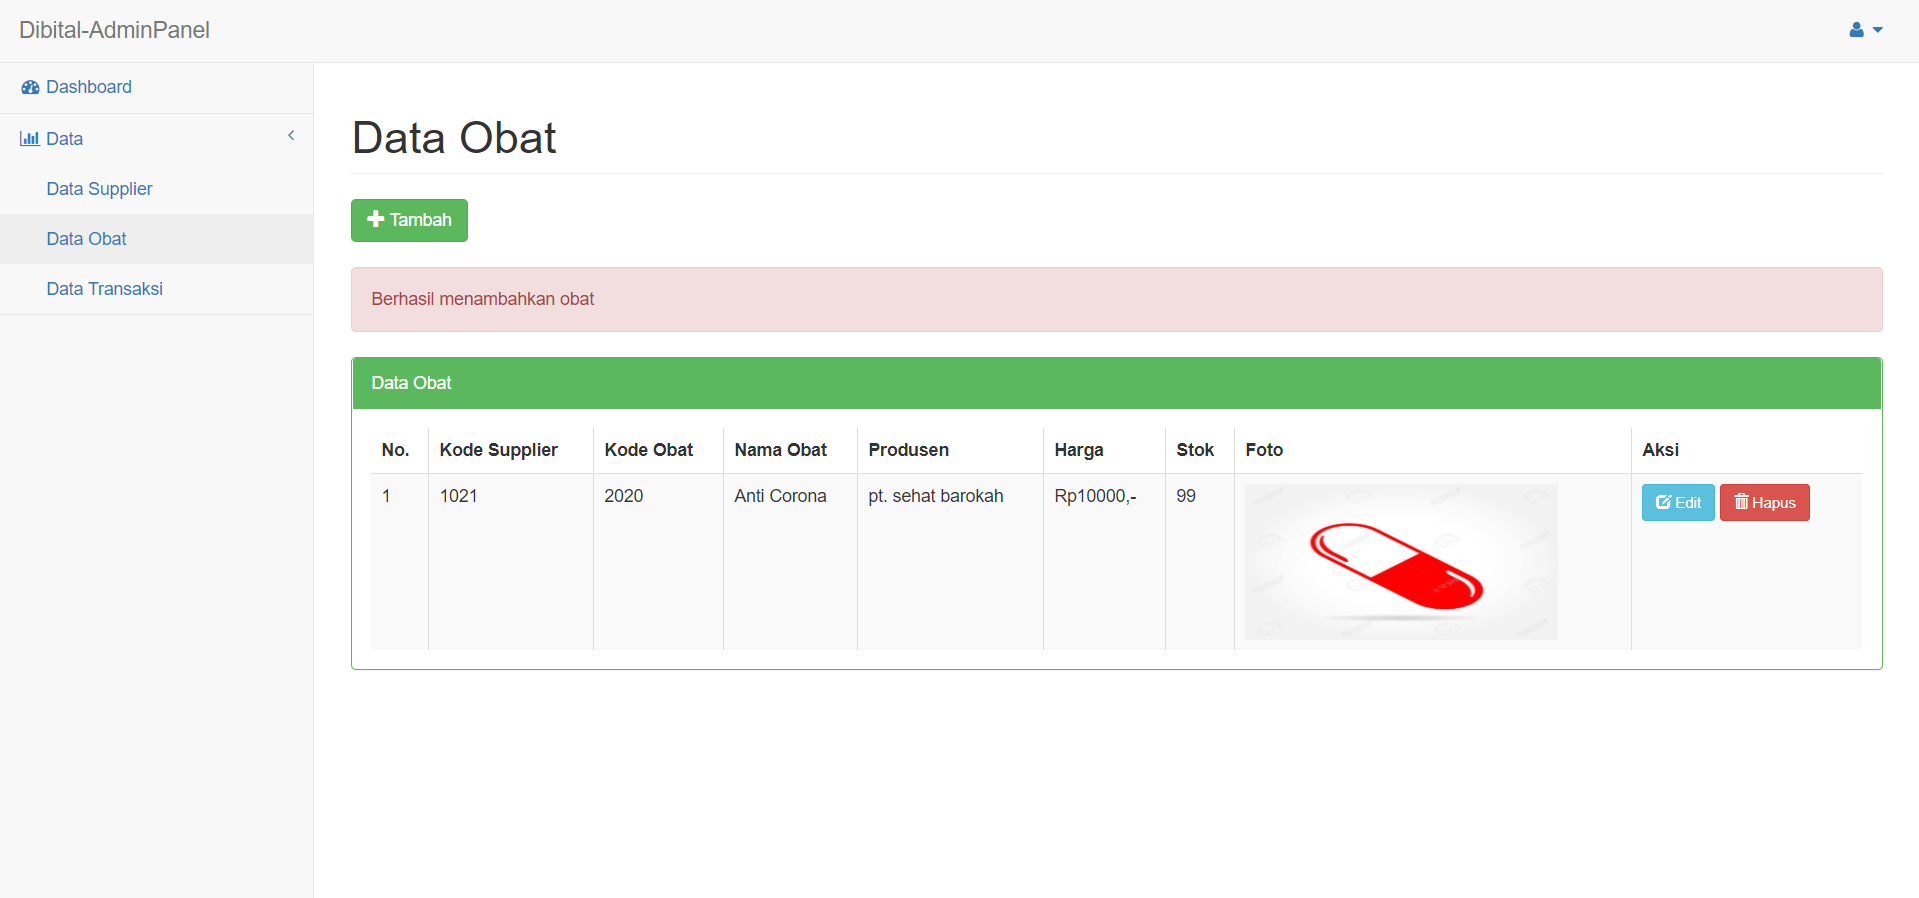 Dibital-AdminPanel
Dashboard
Data
Data Supplier
Data Obat
Data Transaksi
Data Obat
Tambah
Berhasil menambahkan obat
Data Obat
No. Kode Supplier Kode Obat Nama Obat Produsen Harga Stok Foto Aksi
1 1021 2020 Anti Corona pt. sehat barokah Rp10000,- 99 Edit Hapus